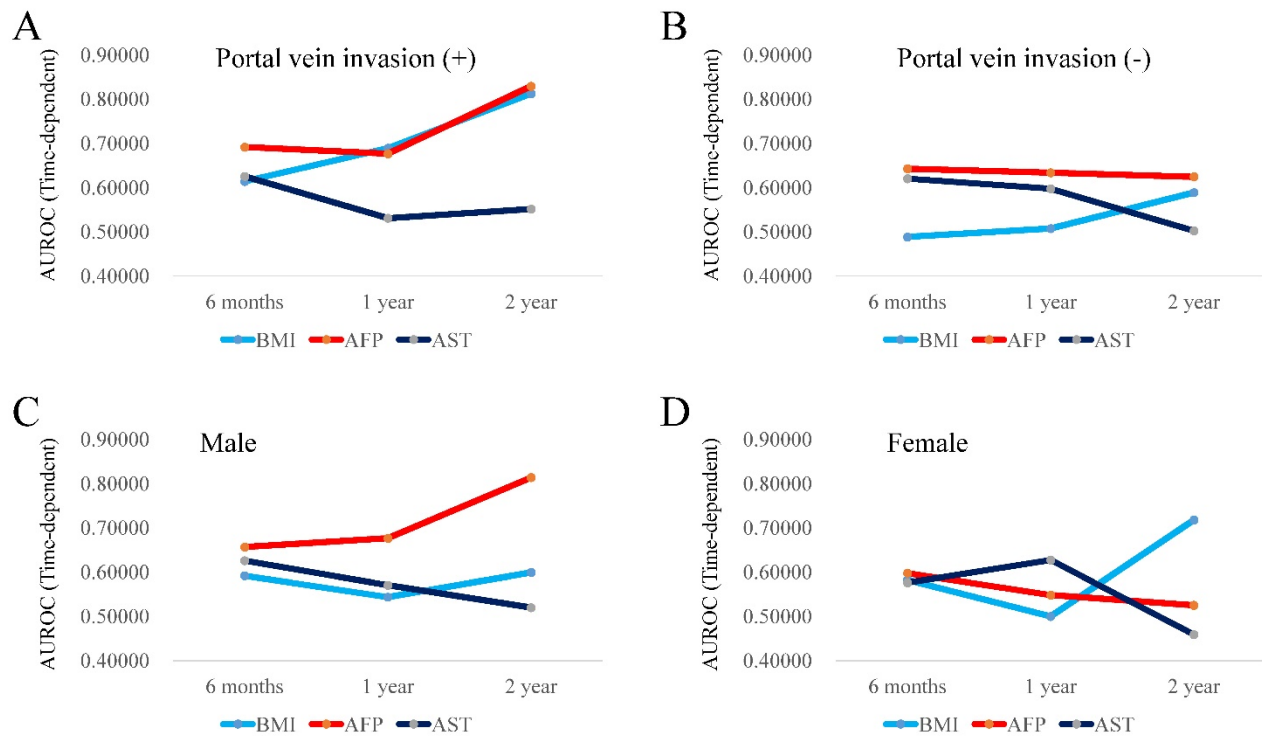 A
Portal vein invasion (+)
AUROC (Time-dependent)
0.90000
0.80000
0.70000
0.60000
0.50000
0.40000
6 months 1 year 2 year
BMI AFP AST
B
Portal vein invasion (-)
AUROC (Time-dependent)
0.90000
0.80000
0.70000
0.60000
0.50000
0.40000
6 months 1 year 2 year
BMI AFP AST
C
Male
AUROC (Time-dependent)
0.90000
0.80000
0.70000
0.60000
0.50000
0.40000
6 months 1 year 2 year
BMI AFP AST
D
Female
AUROC (Time-dependent)
0.90000
0.80000
0.70000
0.60000
0.50000
0.40000
6 months 1 year 2 year
BMI AFP AST